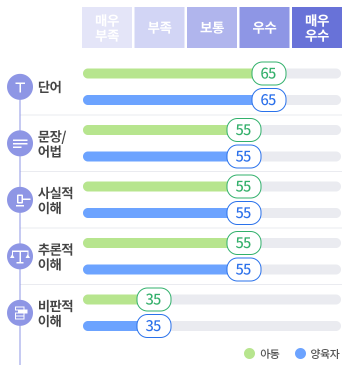 매우 부족 부족 보통 우수 매우 우수
단어 65
65
문장/ 55
어법 55
사실적 55
이해 55
추론적 55
이해 55
비판적 35
이해 35
아동 양육자